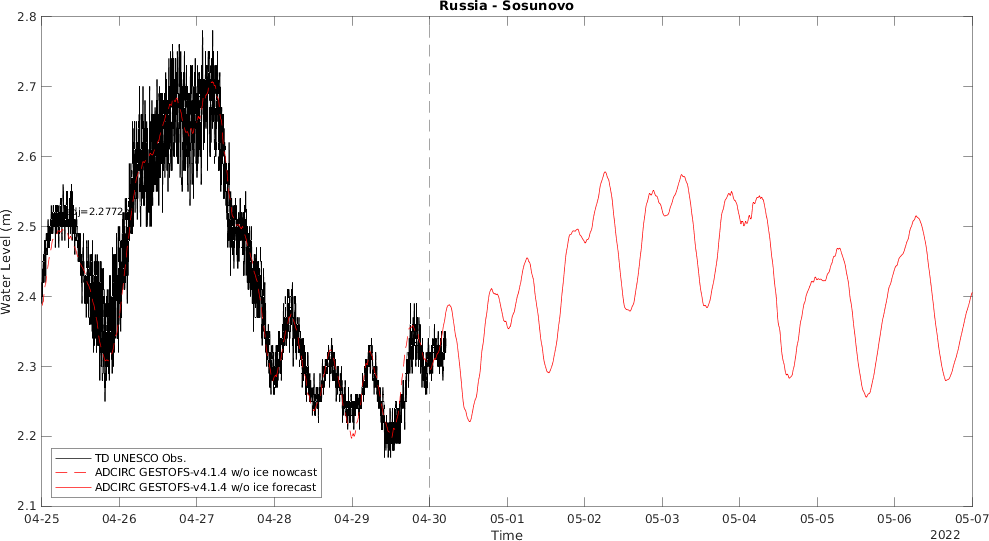 Russia - Sosunovo
2.8
2.7
2.6
2.5
2.4
2.3
2.2
2.1
Water Level (m)
j=2.2772
TD UNESCO Obs.
ADCIRC GESTOFS-v4.1.4 w/o ice nowcast
ADCIRC GESTOFS-v4.1.4 w/o ice forecast
04-25 04-26 04-27 04-28 04-29 04-30 05-01 05-02 05-03 05-04 05-05 05-06 05-07
Time
2022